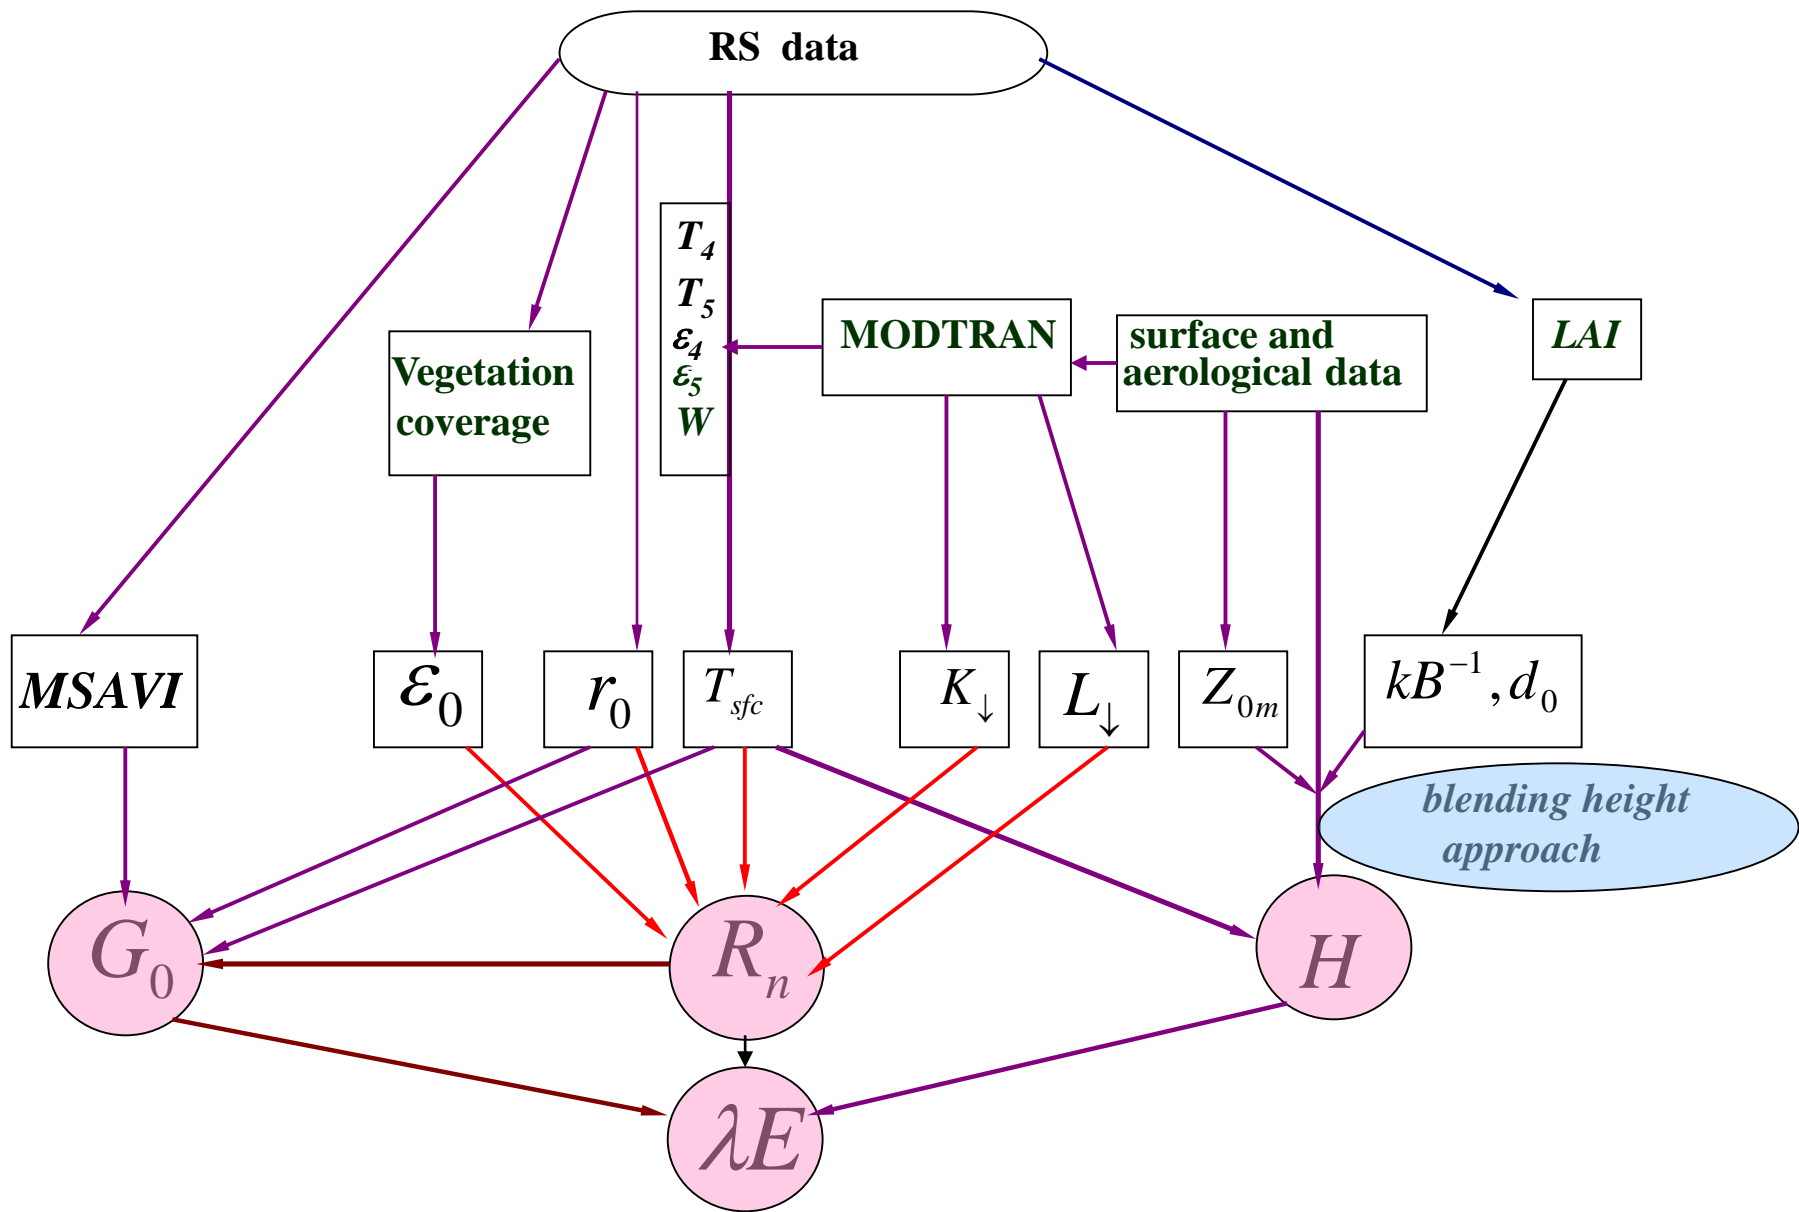 RS data
T₄
T₅
ε₄
ε₅
W
MODTRAN
surface and
aerological data
LAI
Vegetation
coverage
MSAVI
ε₀
r₀
T_sfc
K↓
L↓
Z₀ₘ
kB⁻¹, d₀
blending height
approach
G₀
Rₙ
H
λE